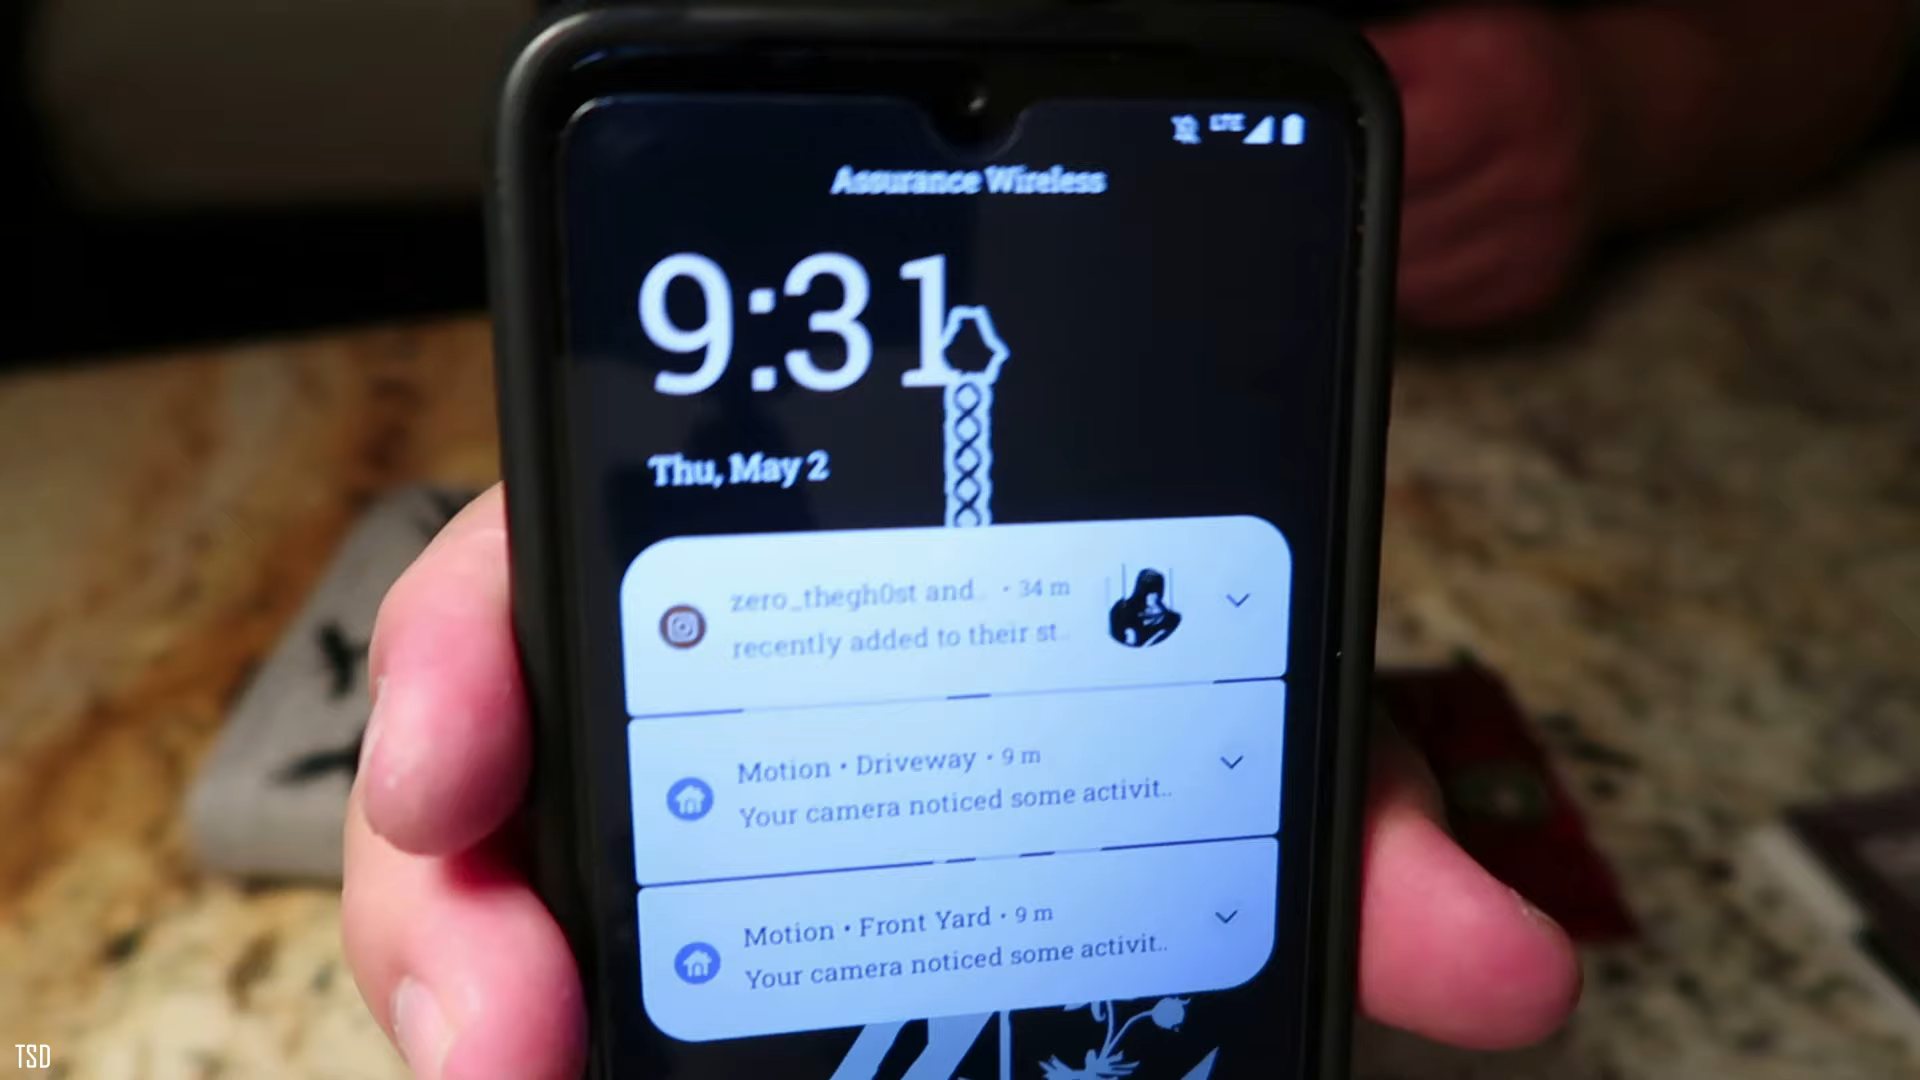 LTE
Assurance Wireless
9:31
Thu, May 2
zero_thegh0st and.. • 34 m
recently added to their st..
Motion • Driveway • 9 m
Your camera noticed some activit..
Motion • Front Yard • 9 m
Your camera noticed some activit..
TSD